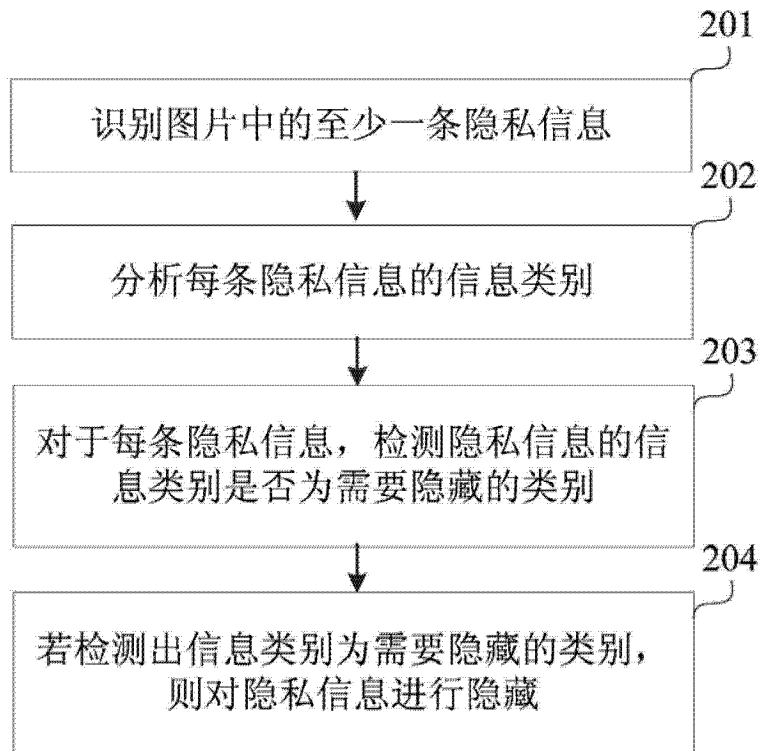 201
识别图片中的至少一条隐私信息
202
分析每条隐私信息的信息类别
203
对于每条隐私信息，检测隐私信息的信
息类别是否为需要隐藏的类别
204
若检测出信息类别为需要隐藏的类别，
则对隐私信息进行隐藏